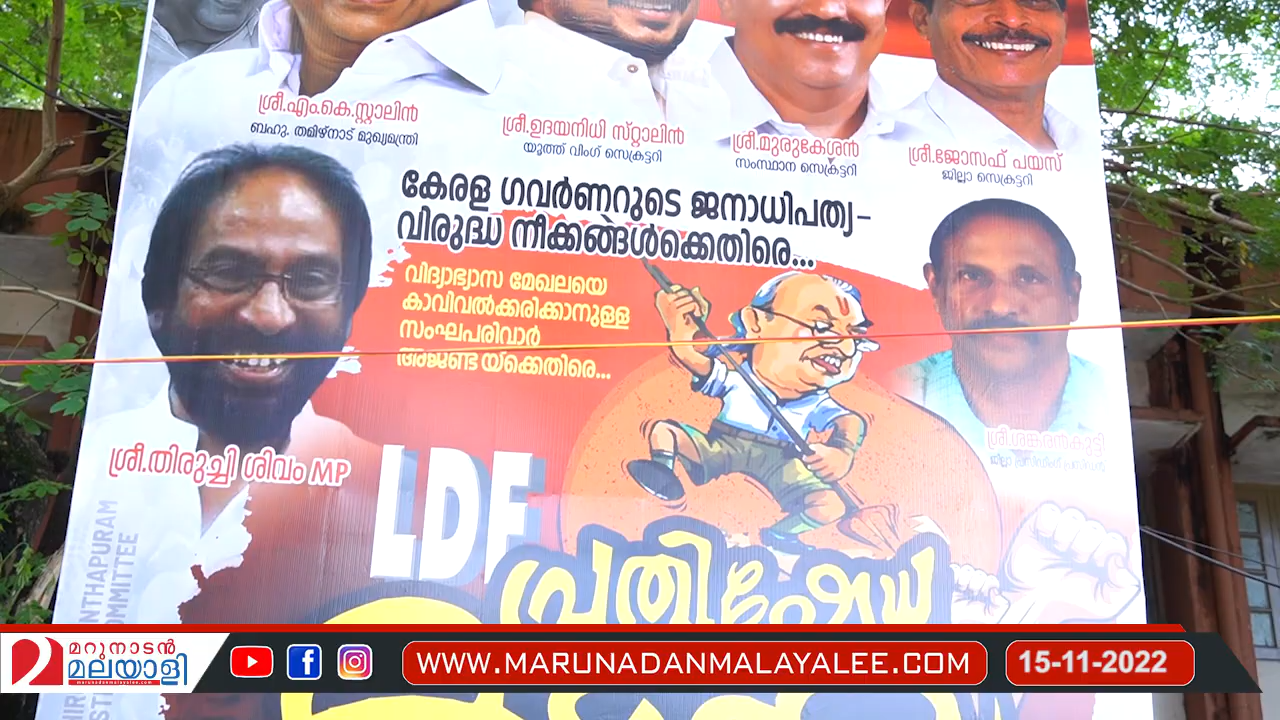 ശ്രീ.എം.കെ.സ്റ്റാലിൻ
ബഹു. തമിഴ്നാട് മുഖ്യമന്ത്രി
ശ്രീ.ഉദയനിധി സ്റ്റാലിൻ
യൂത്ത് വിംഗ് സെക്രട്ടറി
ശ്രീ.മുരുകേശൻ
സംസ്ഥാന സെക്രട്ടറി
ശ്രീ.ജോസഫ് പയസ്
ജില്ലാ സെക്രട്ടറി
കേരള ഗവർണറുടെ ജനാധിപത്യ-
വിരുദ്ധ നീക്കങ്ങൾക്കെതിരെ...
വിദ്യാഭ്യാസ മേഖലയെ
കാവിവൽക്കരിക്കാനുള്ള
സംഘപരിവാർ
അജണ്ടയ്ക്കെതിരെ...
ശ്രീ.തിരുച്ചി ശിവം MP
ശ്രീ.ശങ്കരൻകുട്ടി
LDF
പ്രതിഷേധ
മറുനാടൻ
മലയാളി
marunadanmalayalee.com
WWW.MARUNADANMALAYALEE.COM
15-11-2022